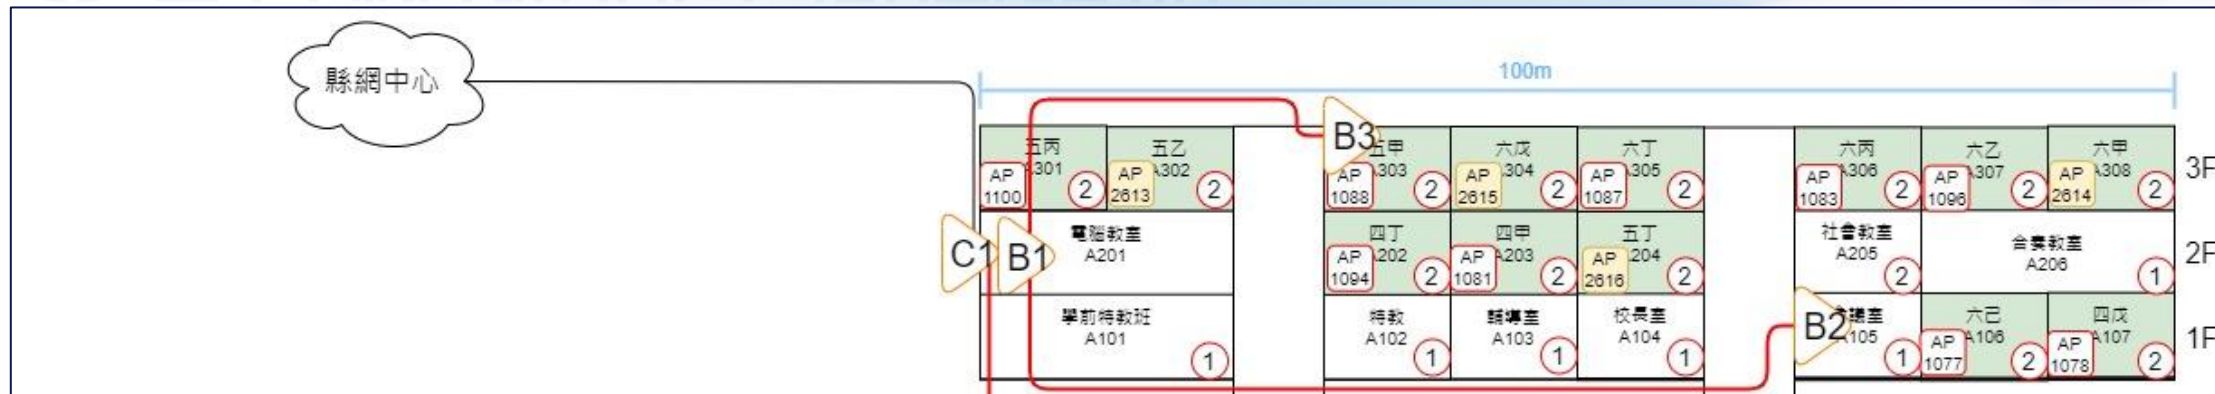 縣網中心
100m
B3
五丙
A301
AP
1100
2
五乙
A302
AP
2613
2
五甲
A303
AP
1088
2
六戊
A304
AP
2615
2
六丁
A305
AP
1087
2
六丙
A306
AP
1083
2
六乙
A307
AP
1096
2
六甲
A308
AP
2614
2
3F
C1
B1
電腦教室
A201
四丁
A202
AP
1094
2
四甲
A203
AP
1081
2
五丁
A204
AP
2616
2
社會教室
A205
2
合奏教室
A206
1
2F
學前特教班
A101
1
特教
A102
1
輔導室
A103
1
校長室
A104
1
B2
議室
A105
1
六己
A106
AP
1077
2
四戊
A107
AP
1078
2
1F